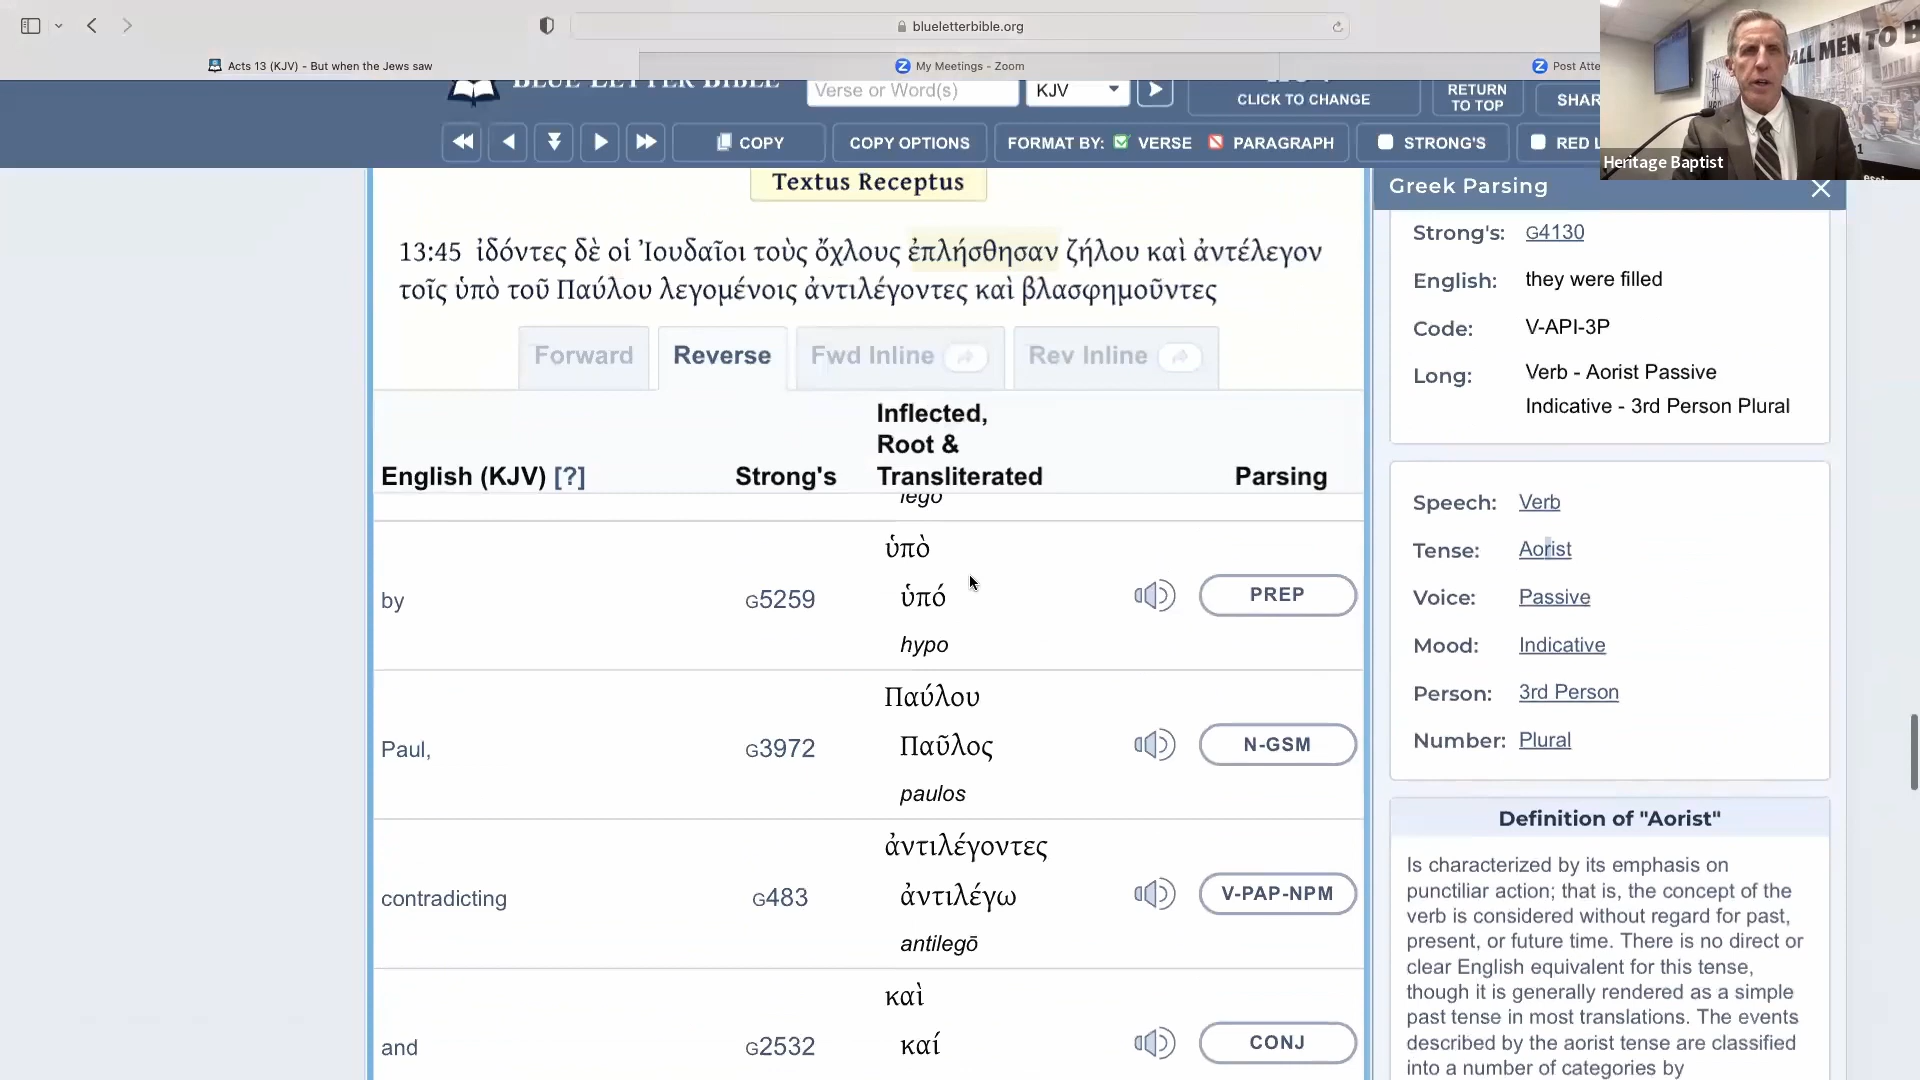 blueletterbible.org
Acts 13 (KJV) - But when the Jews saw
My Meetings - Zoom
Post Atte
ALL MEN TO B
Heritage Baptist
BLUE LETTER BIBLE
Verse or Word(s)
KJV
CLICK TO CHANGE
RETURN
TO TOP
SHAR
COPY
COPY OPTIONS
FORMAT BY:
VERSE
PARAGRAPH
STRONG'S
RED L
Textus Receptus
13:45 ἰδόντες δὲ οἱ Ἰουδαῖοι τοὺς ὄχλους ἐπλήσθησαν ζήλου καὶ ἀντέλεγον
τοῖς ὑπὸ τοῦ Παύλου λεγομένοις ἀντιλέγοντες καὶ βλασφημοῦντες
Forward
Reverse
Fwd Inline
Rev Inline
English (KJV) [?]
Strong's
Inflected,
Root &
Transliterated
Parsing
legō
by
G5259
ὑπὸ
ὑπό
hypo
PREP
Paul,
G3972
Παύλου
Παῦλος
paulos
N-GSM
contradicting
G483
ἀντιλέγοντες
ἀντιλέγω
antilegō
V-PAP-NPM
and
G2532
καὶ
καί
CONJ
Greek Parsing
Strong's: G4130
English: they were filled
Code: V-API-3P
Long: Verb - Aorist Passive
Indicative - 3rd Person Plural
Speech: Verb
Tense: Aorist
Voice: Passive
Mood: Indicative
Person: 3rd Person
Number: Plural
Definition of "Aorist"
Is characterized by its emphasis on
punctiliar action; that is, the concept of the
verb is considered without regard for past,
present, or future time. There is no direct or
clear English equivalent for this tense,
though it is generally rendered as a simple
past tense in most translations. The events
described by the aorist tense are classified
into a number of categories by